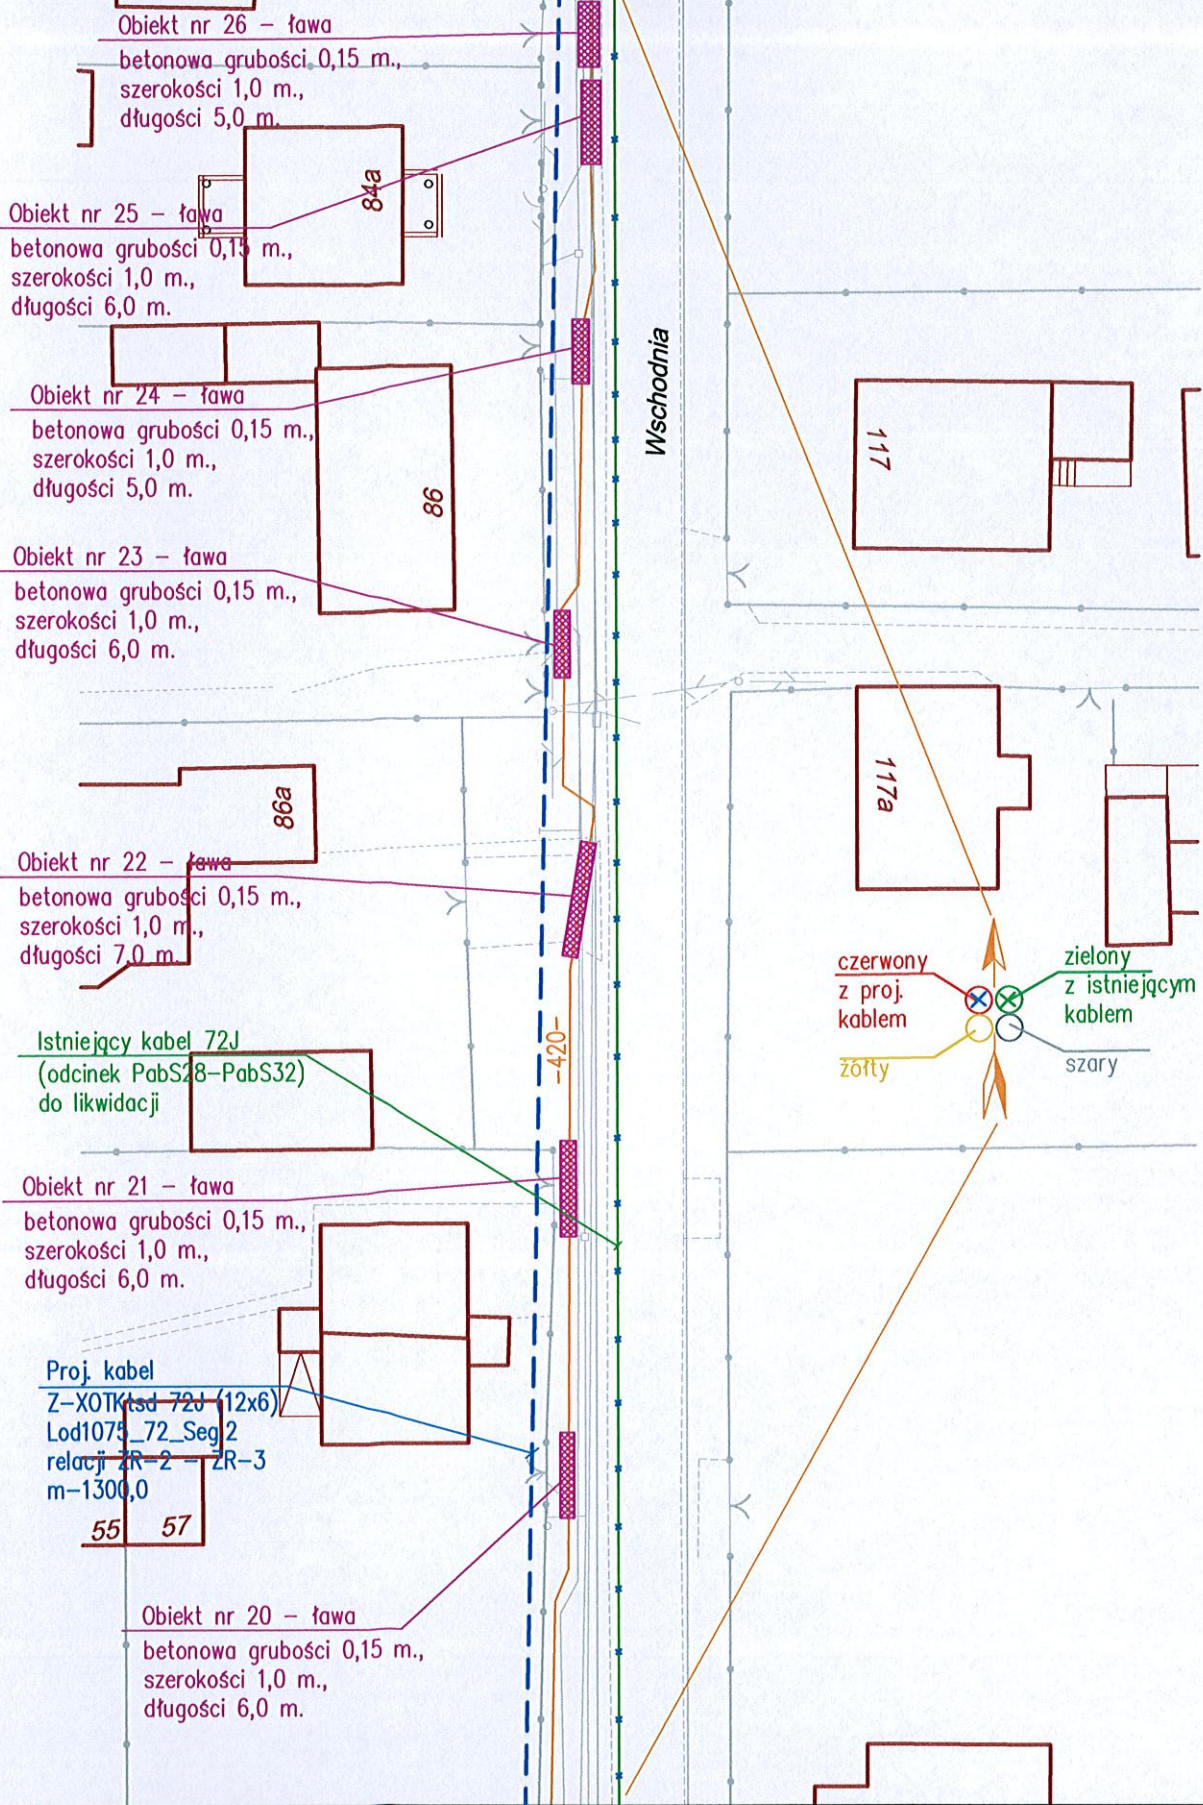 Obiekt nr 26 – ława
betonowa grubości 0,15 m.,
szerokości 1,0 m.,
długości 5,0 m.
84a
Obiekt nr 25 – ława
betonowa grubości 0,15 m.,
szerokości 1,0 m.,
długości 6,0 m.
Wschodnia
Obiekt nr 24 – ława
betonowa grubości 0,15 m.,
szerokości 1,0 m.,
długości 5,0 m.
86
117
Obiekt nr 23 – ława
betonowa grubości 0,15 m.,
szerokości 1,0 m.,
długości 6,0 m.
86a
117a
Obiekt nr 22 – ława
betonowa grubości 0,15 m.,
szerokości 1,0 m.,
długości 7,0 m.
czerwony
z proj.
kablem
zielony
z istniejącym
kablem
żółty
szary
Istniejący kabel 72J
(odcinek PabS28–PabS32)
do likwidacji
–420–
Obiekt nr 21 – ława
betonowa grubości 0,15 m.,
szerokości 1,0 m.,
długości 6,0 m.
Proj. kabel
Z–XOTKtsd 72J (12x6)
Lod1075_72_Seg2
relacji ZR–2 – ZR–3
m–1300,0
55
57
Obiekt nr 20 – ława
betonowa grubości 0,15 m.,
szerokości 1,0 m.,
długości 6,0 m.